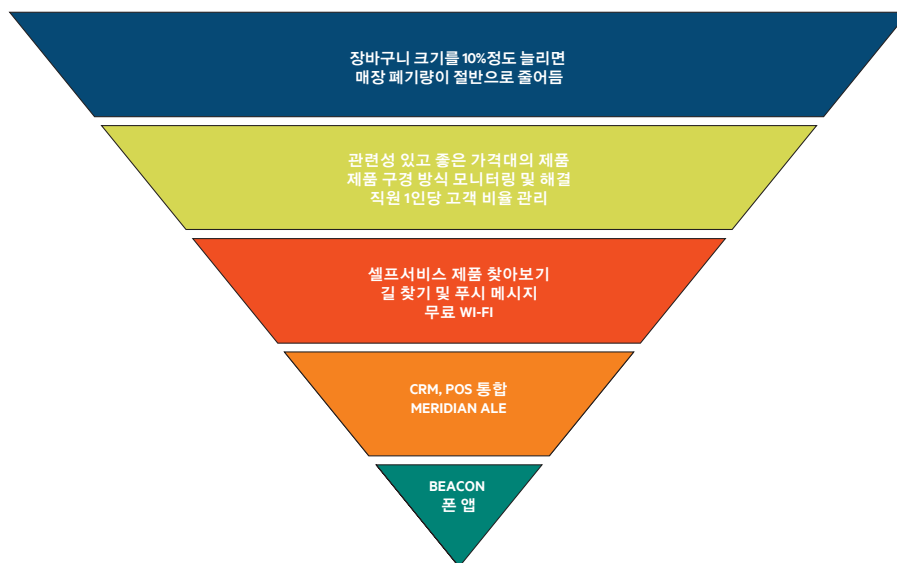 장바구니 크기를 10%정도 늘리면
매장 폐기량이 절반으로 줄어듬
관련성 있고 좋은 가격대의 제품
제품 구경 방식 모니터링 및 해결
직원 1인당 고객 비율 관리
셀프서비스 제품 찾아보기
길 찾기 및 푸시 메시지
무료 WI-FI
CRM, POS 통합
MERIDIAN ALE
BEACON
폰 앱